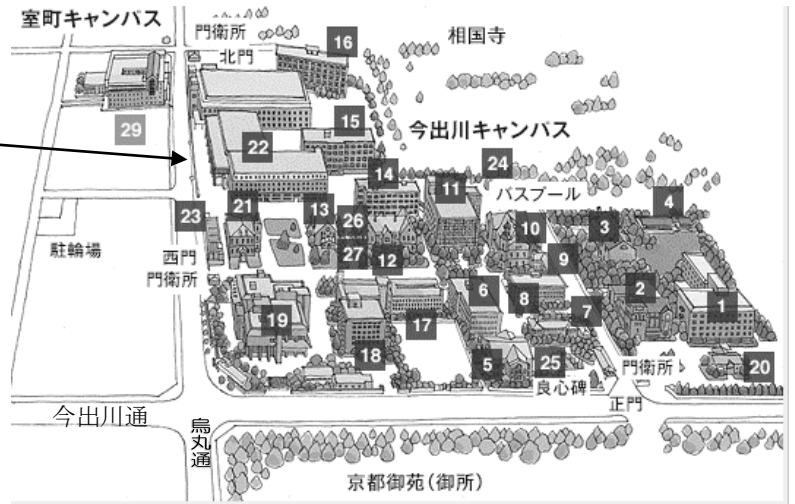 室町キャンパス
門衛所
北門
16
相国寺
29
15
今出川キャンパス
22
14
24
11
バスプール
4
23
21
13
26
10
3
駐輪場
西門
門衛所
27
12
9
2
6
8
7
1
19
17
18
5
25
門衛所
20
良心碑
正門
今出川通
烏丸通
京都御苑(御所)